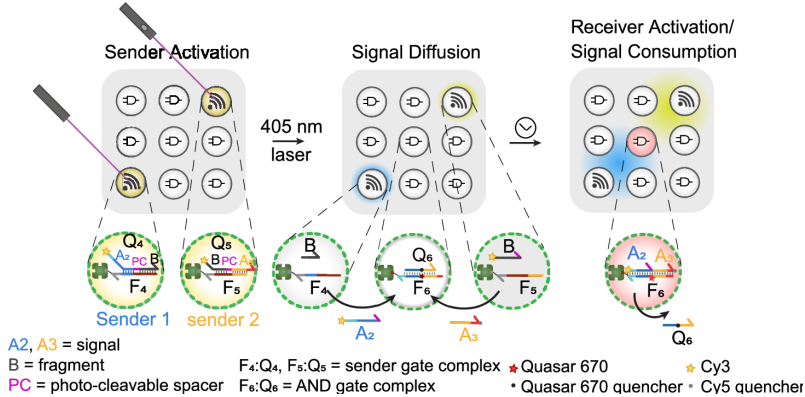 Sender Activation
Signal Diffusion
Receiver Activation/
Signal Consumption
405 nm
laser
Q4
A2
PC
B
F4
Q5
B
PC
A3
F5
B
F4
Q6
F6
B
F5
A2
A3
A2
A3
F6
Q6
Sender 1
sender 2
A2, A3 = signal
B = fragment
PC = photo-cleavable spacer
F4:Q4, F5:Q5 = sender gate complex
F6:Q6 = AND gate complex
Quasar 670
Quasar 670 quencher
Cy3
Cy5 quencher